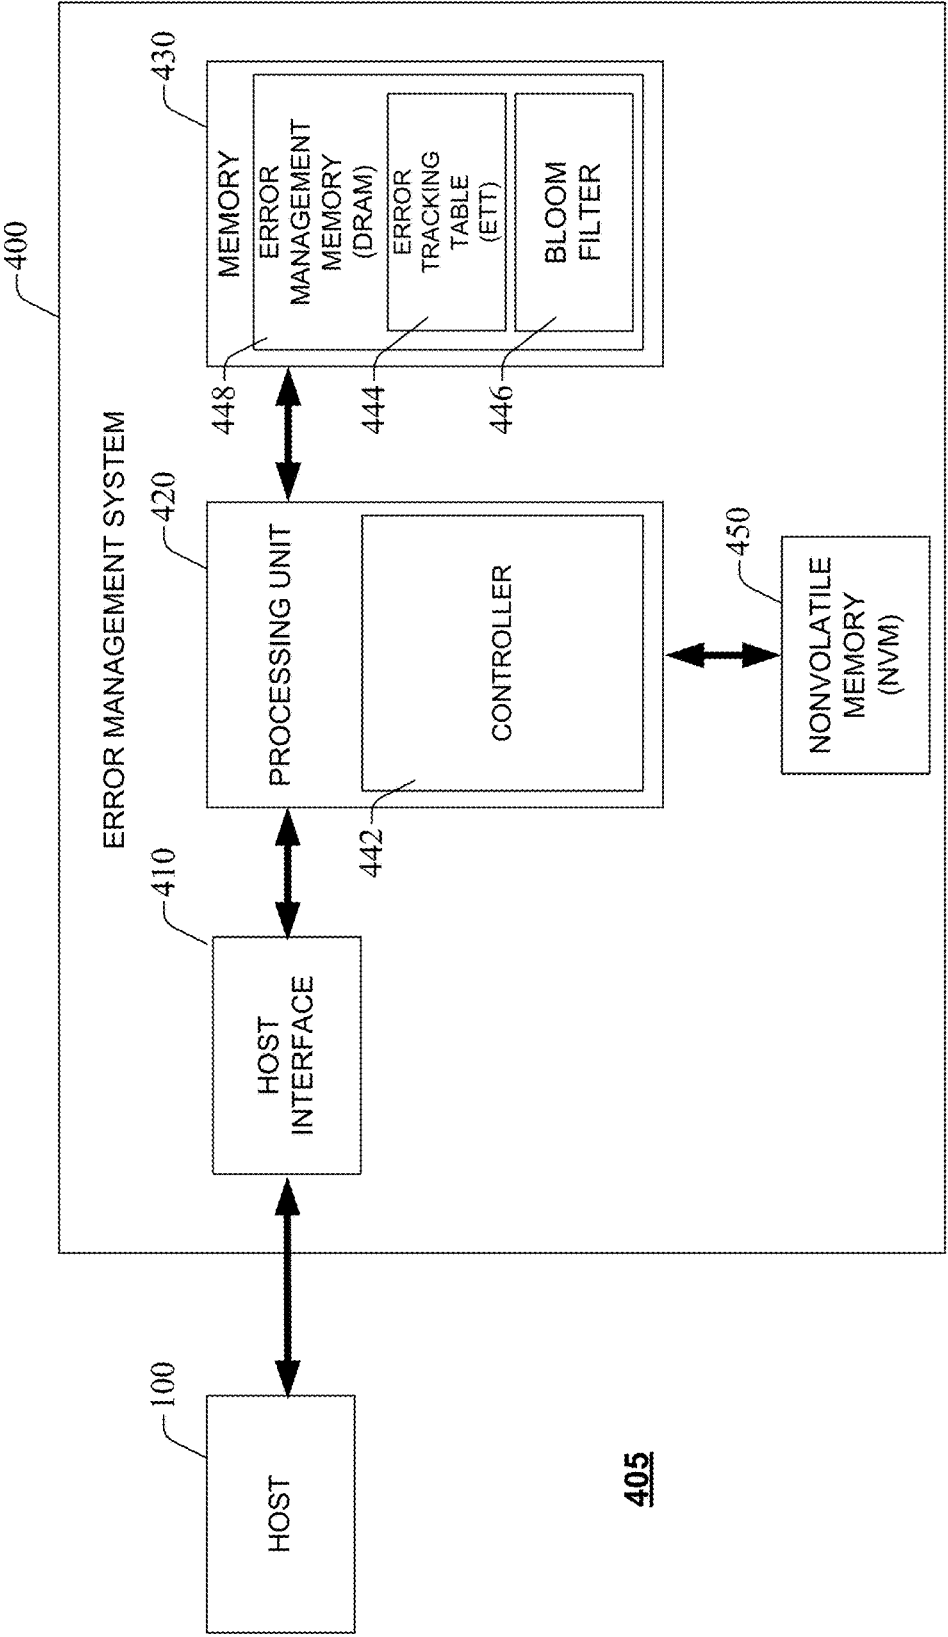 400
ERROR MANAGEMENT SYSTEM
100
HOST
410
HOST
INTERFACE
420
PROCESSING UNIT
442
CONTROLLER
430
MEMORY
448
ERROR
MANAGEMENT
MEMORY
(DRAM)
444
ERROR
TRACKING
TABLE
(ETT)
446
BLOOM
FILTER
450
NONVOLATILE
MEMORY
(NVM)
405